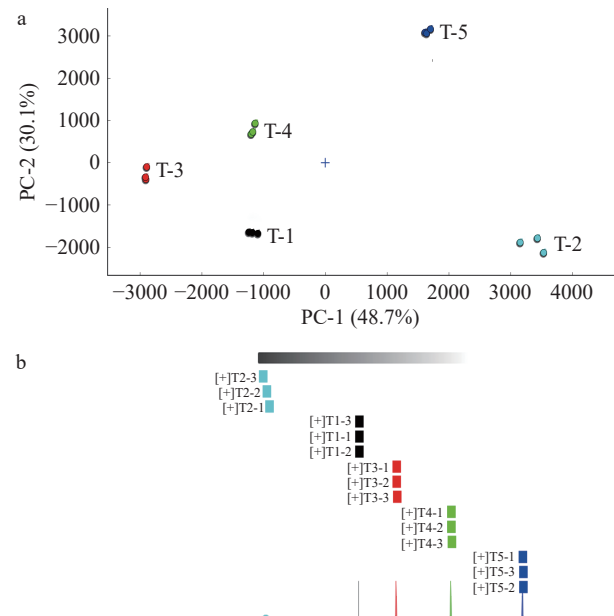 a
3000
2000
1000
0
−1000
−2000
PC-2 (30.1%)
T-5
T-4
T-3
T-1
T-2
−3000 −2000 −1000 0 1000 2000 3000 4000
PC-1 (48.7%)
b
[+]T2-3
[+]T2-2
[+]T2-1
[+]T1-3
[+]T1-1
[+]T1-2
[+]T3-1
[+]T3-2
[+]T3-3
[+]T4-1
[+]T4-2
[+]T4-3
[+]T5-1
[+]T5-3
[+]T5-2